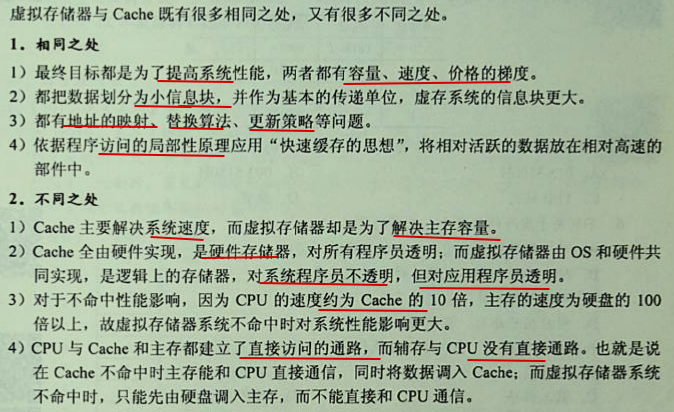 虚拟存储器与 Cache 既有很多相同之处，又有很多不同之处。
1．相同之处
1）最终目标都是为了提高系统性能，两者都有容量、速度、价格的梯度。
2）都把数据划分为小信息块，并作为基本的传递单位，虚存系统的信息块更大。
3）都有地址的映射、替换算法、更新策略等问题。
4）依据程序访问的局部性原理应用“快速缓存的思想”，将相对活跃的数据放在相对高速的
部件中。
2．不同之处
1）Cache 主要解决系统速度，而虚拟存储器却是为了解决主存容量。
2）Cache 全由硬件实现，是硬件存储器，对所有程序员透明；而虚拟存储器由 OS 和硬件共
同实现，是逻辑上的存储器，对系统程序员不透明，但对应用程序员透明。
3）对于不命中性能影响，因为 CPU 的速度约为 Cache 的 10 倍，主存的速度为硬盘的 100
倍以上，故虚拟存储器系统不命中时对系统性能影响更大。
4）CPU 与 Cache 和主存都建立了直接访问的通路，而辅存与 CPU 没有直接通路。也就是说
在 Cache 不命中时主存能和 CPU 直接通信，同时将数据调入 Cache；而虚拟存储器系统
不命中时，只能先由硬盘调入主存，而不能直接和 CPU 通信。